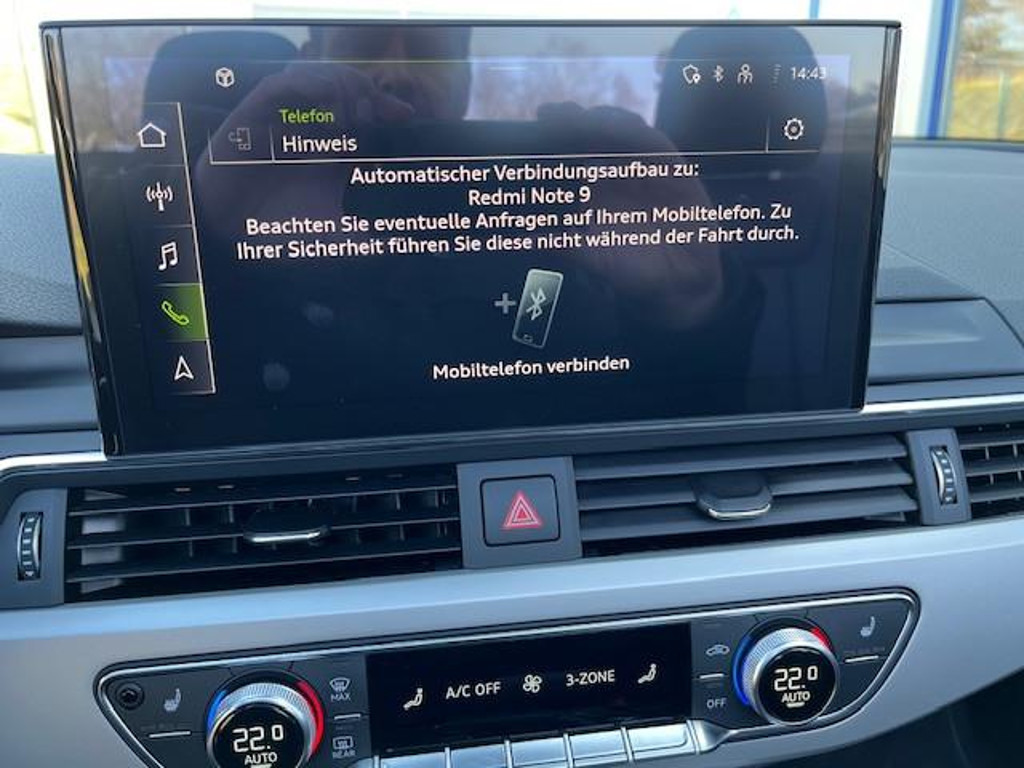 14:43
Telefon
Hinweis
Automatischer Verbindungsaufbau zu:
Redmi Note 9
Beachten Sie eventuelle Anfragen auf Ihrem Mobiltelefon. Zu
Ihrer Sicherheit führen Sie diese nicht während der Fahrt durch.
Mobiltelefon verbinden
MAX
A/C OFF
3-ZONE
OFF
22.0
AUTO
22.0
AUTO
REAR